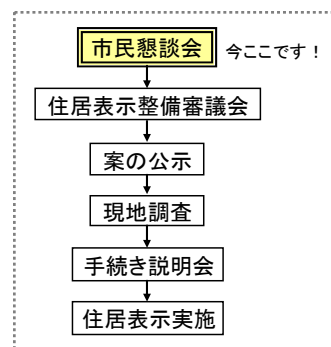 市民懇談会 今ここです！
住居表示整備審議会
案の公示
現地調査
手続き説明会
住居表示実施